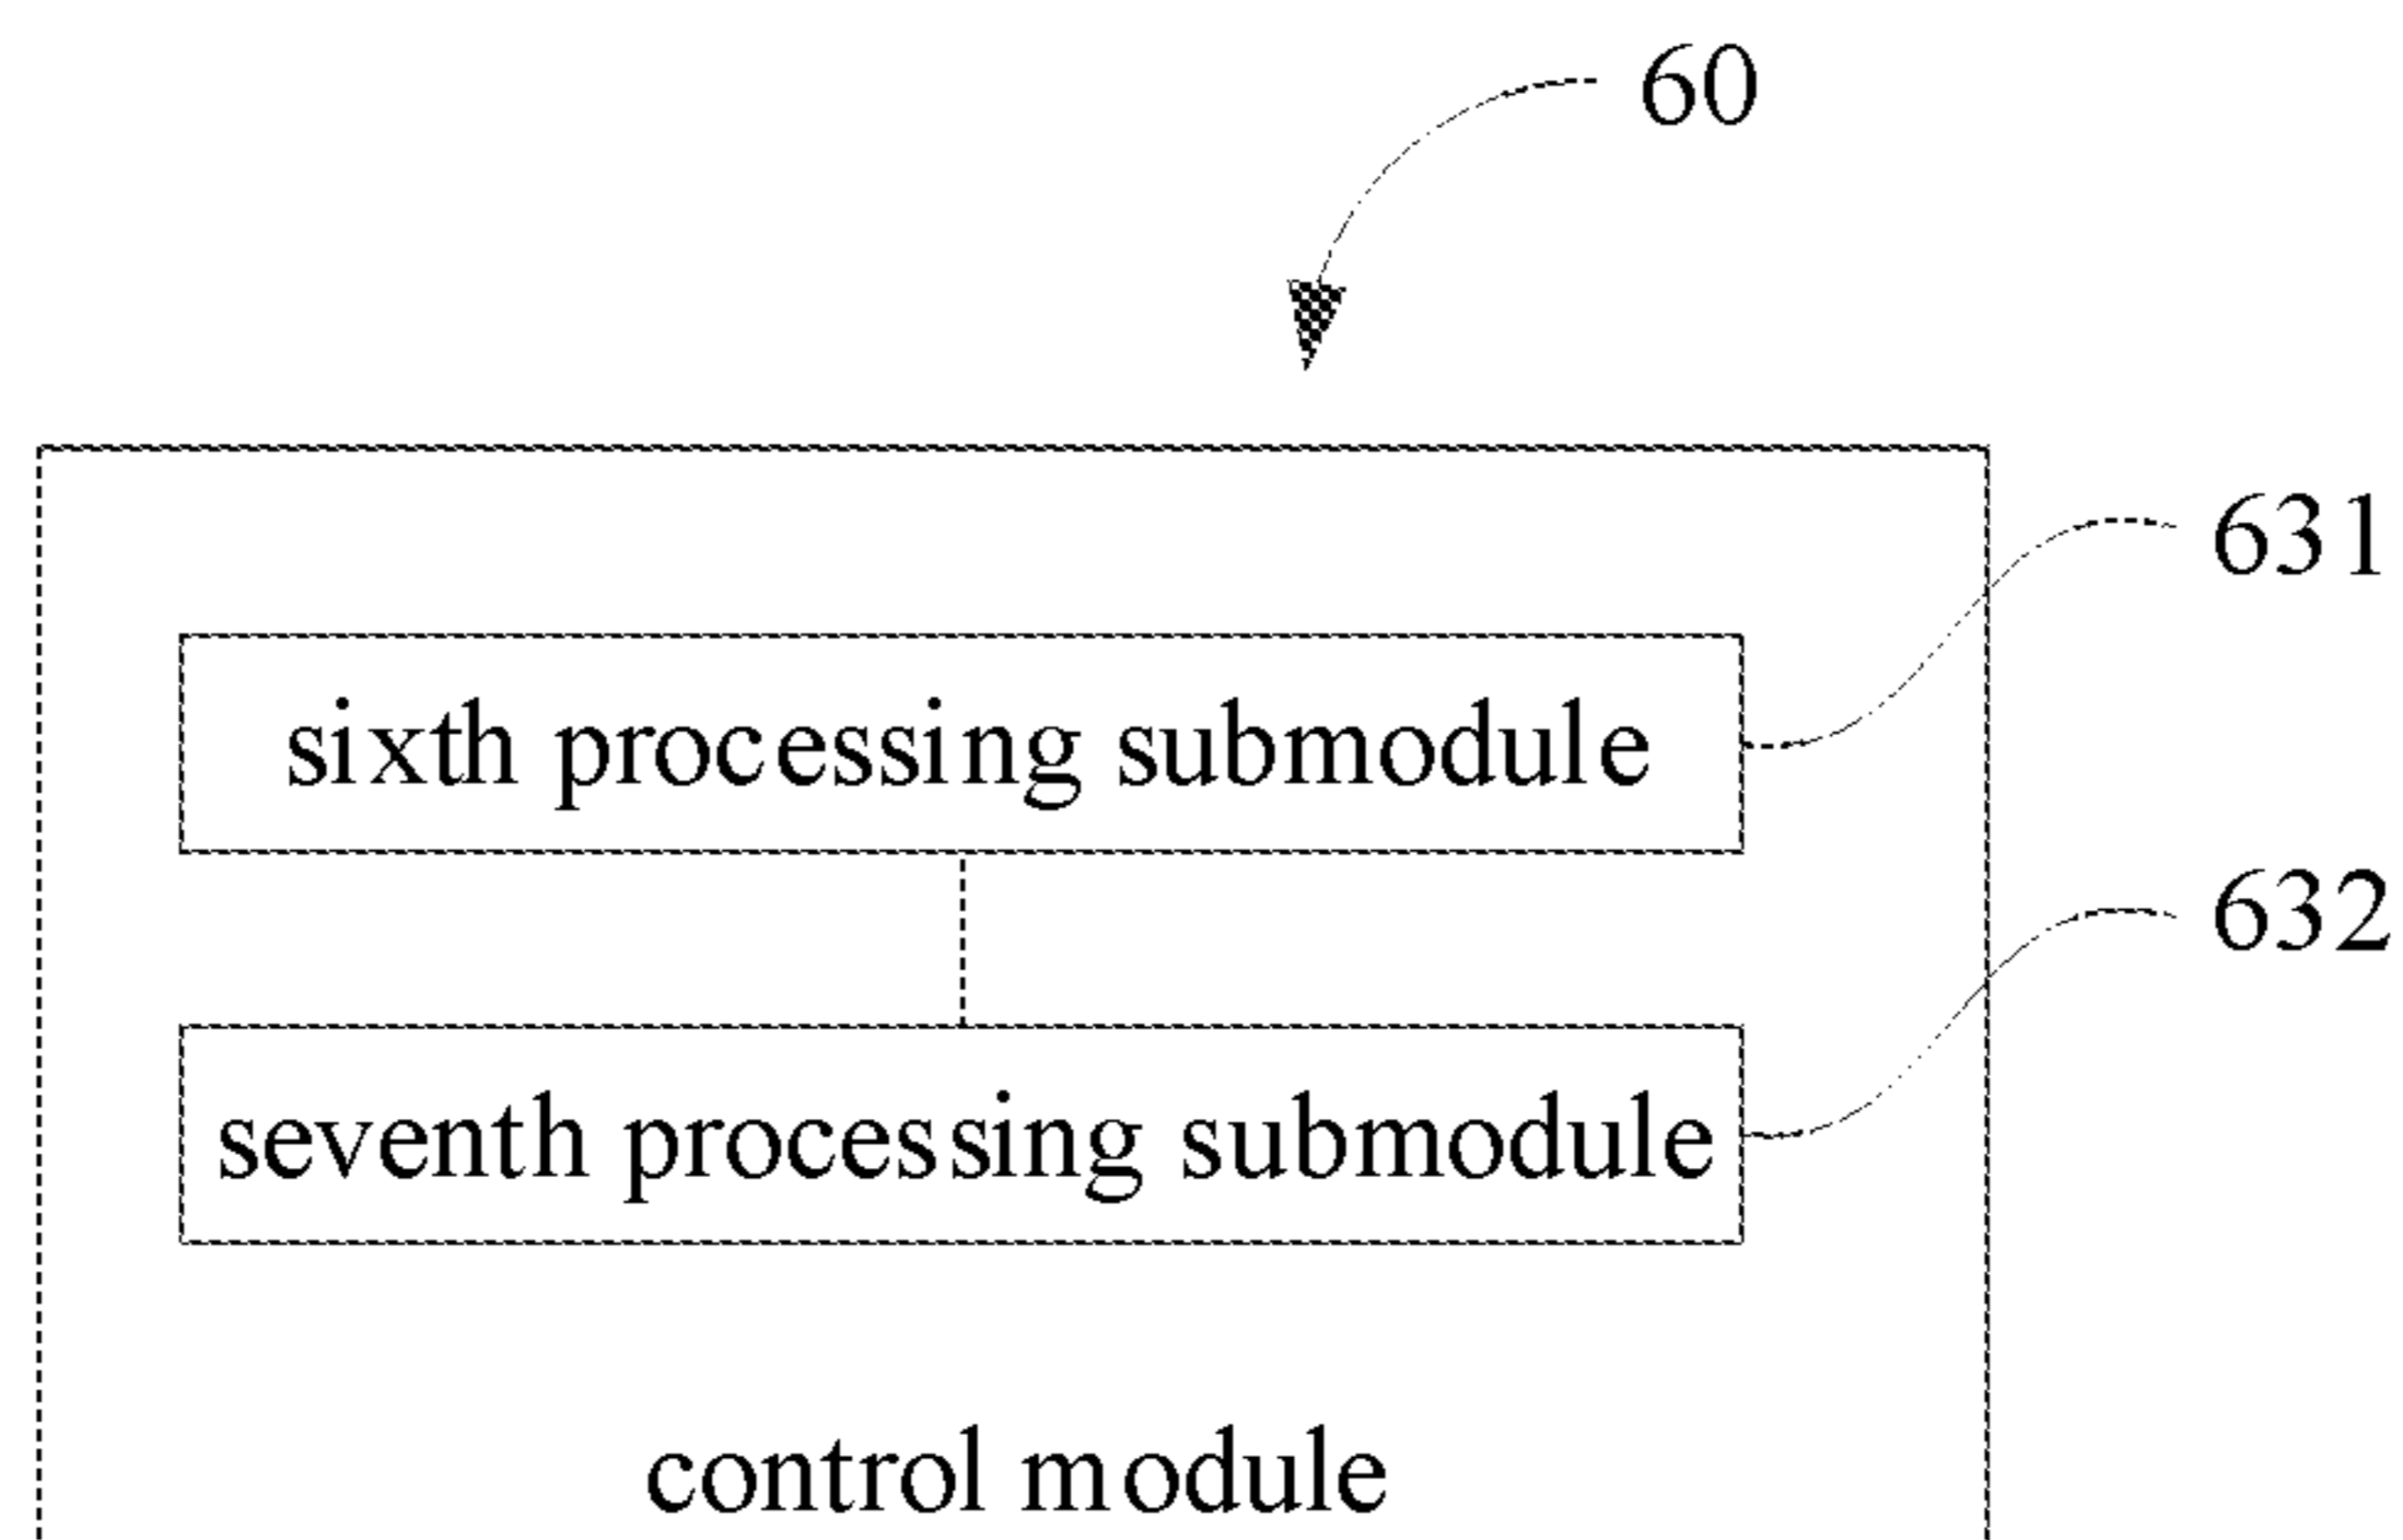 60
631
sixth processing submodule
632
seventh processing submodule
control module